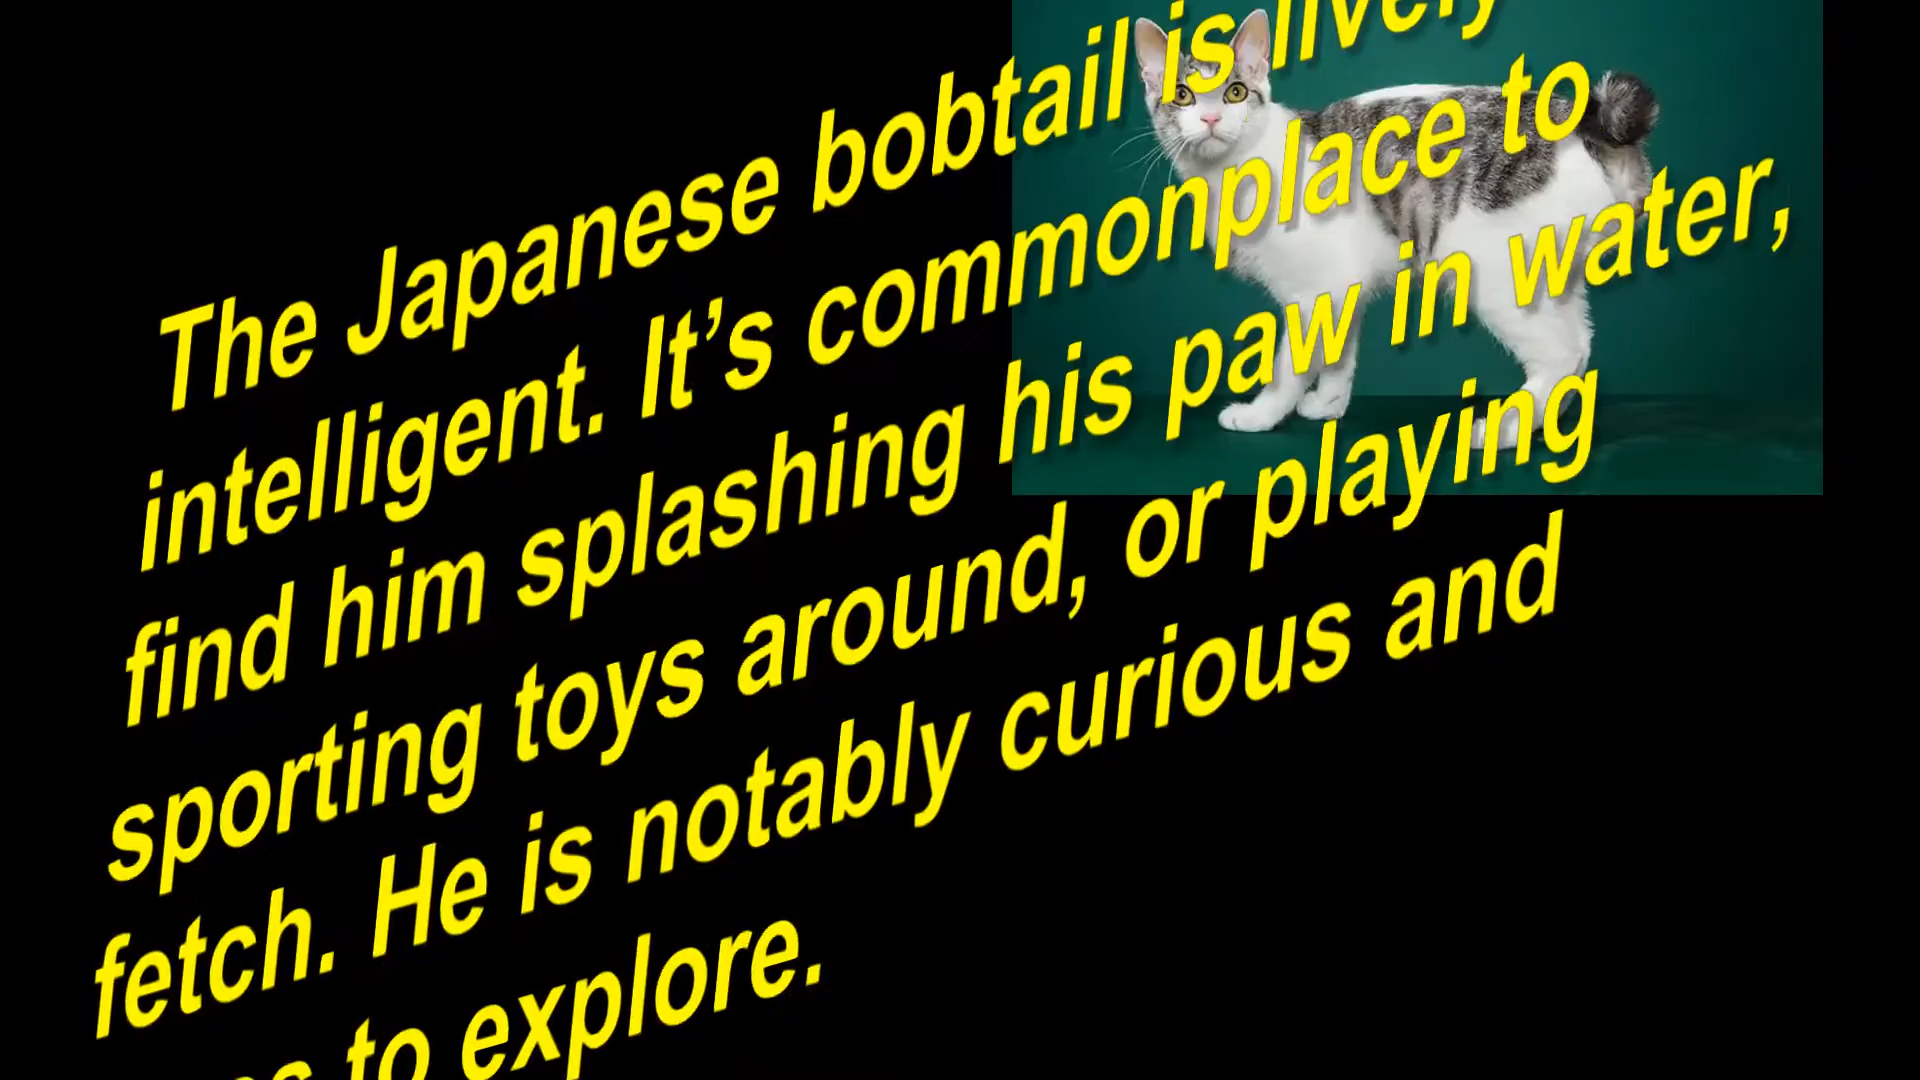 The Japanese bobtail is lively
intelligent. It’s commonplace to
find him splashing his paw in water,
sporting toys around, or playing
fetch. He is notably curious and
to explore.